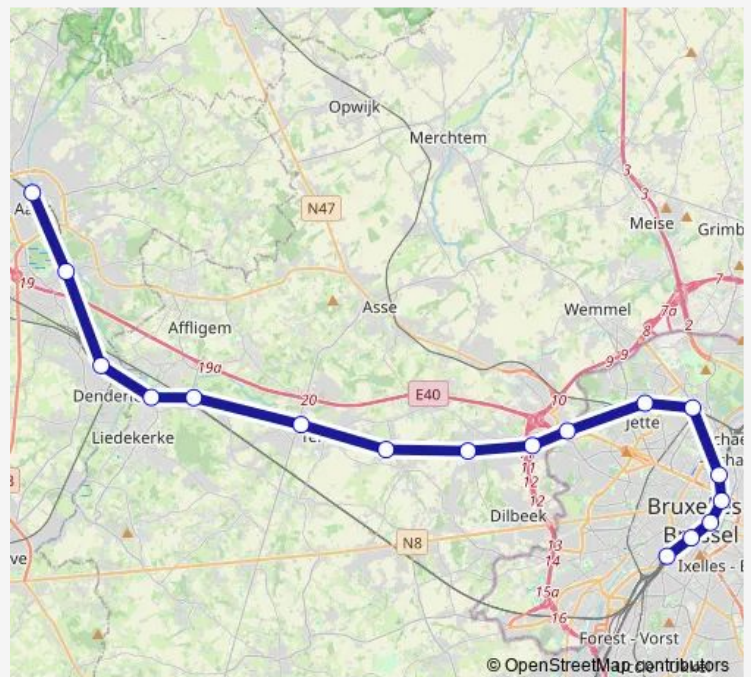 Opwijk
Merchtem
N47
3
3
Meise
Grimb
Aa
19
7
7a
Asse
Wemmel
8
2
9
9
Affligem
19a
20
E40
10
Jette
Denderle
Liedekerke
Te
11
12
12
Dilbeek
Bruxelles
Brussel
N8
13
14
Ixelles - E
15a
16
Forest - Vorst
© OpenStreetMap contributors